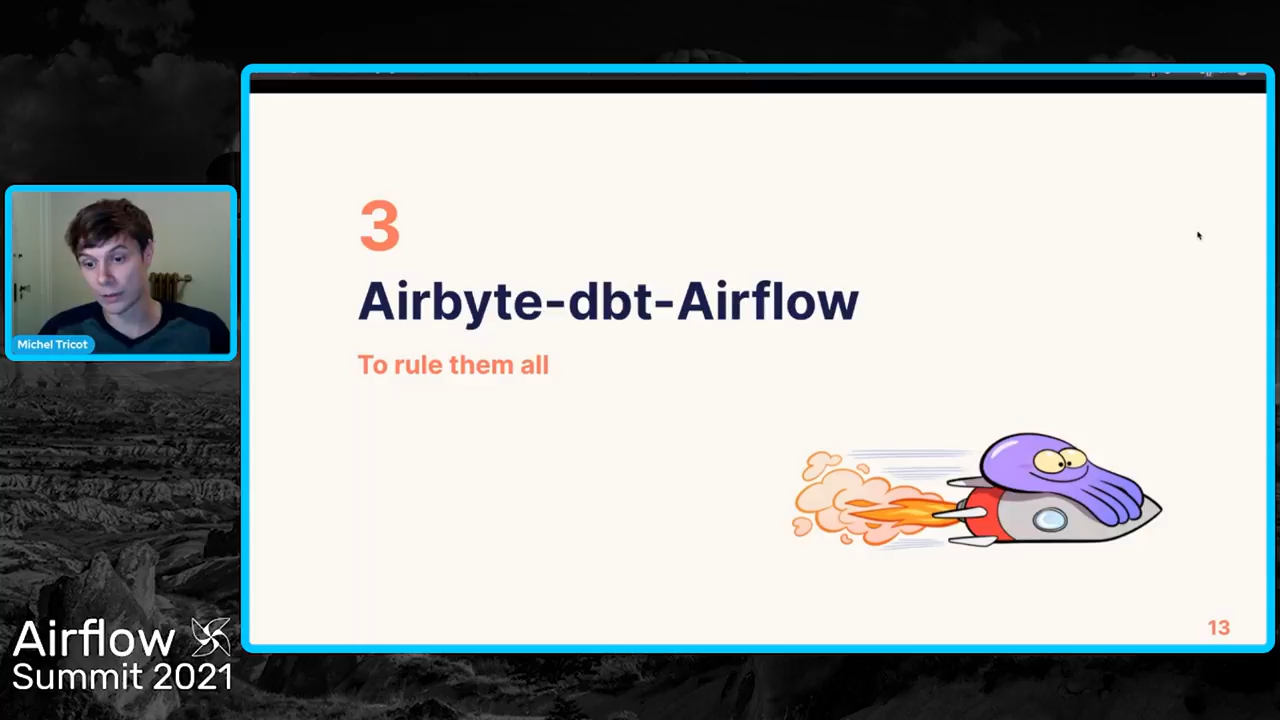 3
Airbyte-dbt-Airflow
To rule them all
13
Michel Tricot
Airflow
Summit 2021